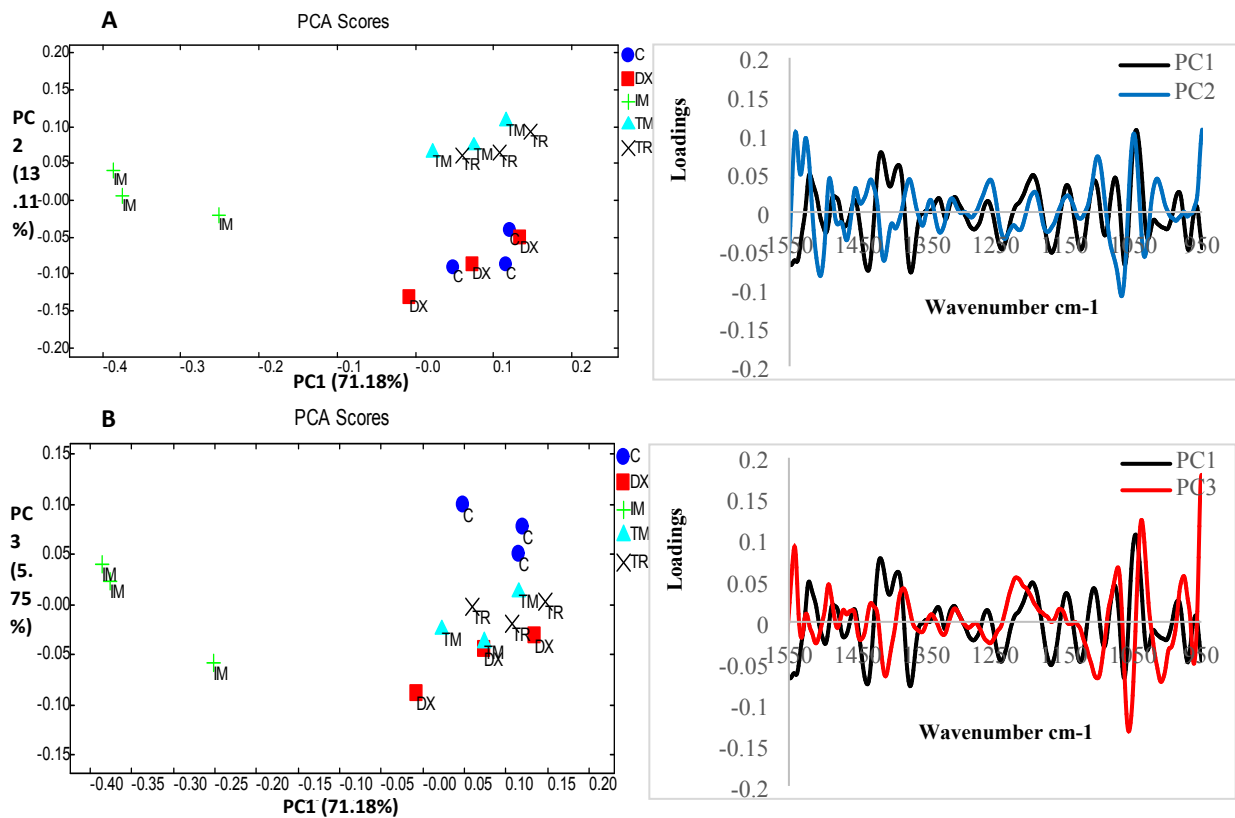 A
PCA Scores
PC
2
(13
.11
%)
0.20
0.15
0.10
0.05
-0.00
-0.05
-0.10
-0.15
-0.20
-0.4
-0.3
-0.2
-0.1
-0.0
0.1
0.2
PC1 (71.18%)
IM
IM
IM
TM
TM
TM
TR
TR
TR
C
C
C
DX
DX
DX
C
DX
IM
TM
TR
Loadings
0.2
0.15
0.1
0.05
0
-0.05
-0.1
-0.15
-0.2
1550
1450
1350
1250
1150
1050
950
Wavenumber cm-1
PC1
PC2
B
PCA Scores
PC
3
(5.
75
%)
0.15
0.10
0.05
-0.00
-0.05
-0.10
-0.15
-0.40
-0.35
-0.30
-0.25
-0.20
-0.15
-0.10
-0.05
-0.00
0.05
0.10
0.15
0.20
PC1 (71.18%)
IM
IM
IM
C
C
C
TM
TM
TM
TR
TR
TR
DX
DX
DX
C
DX
IM
TM
TR
Loadings
0.2
0.15
0.1
0.05
0
-0.05
-0.1
-0.15
-0.2
1550
1450
1350
1250
1150
1050
950
Wavenumber cm-1
PC1
PC3